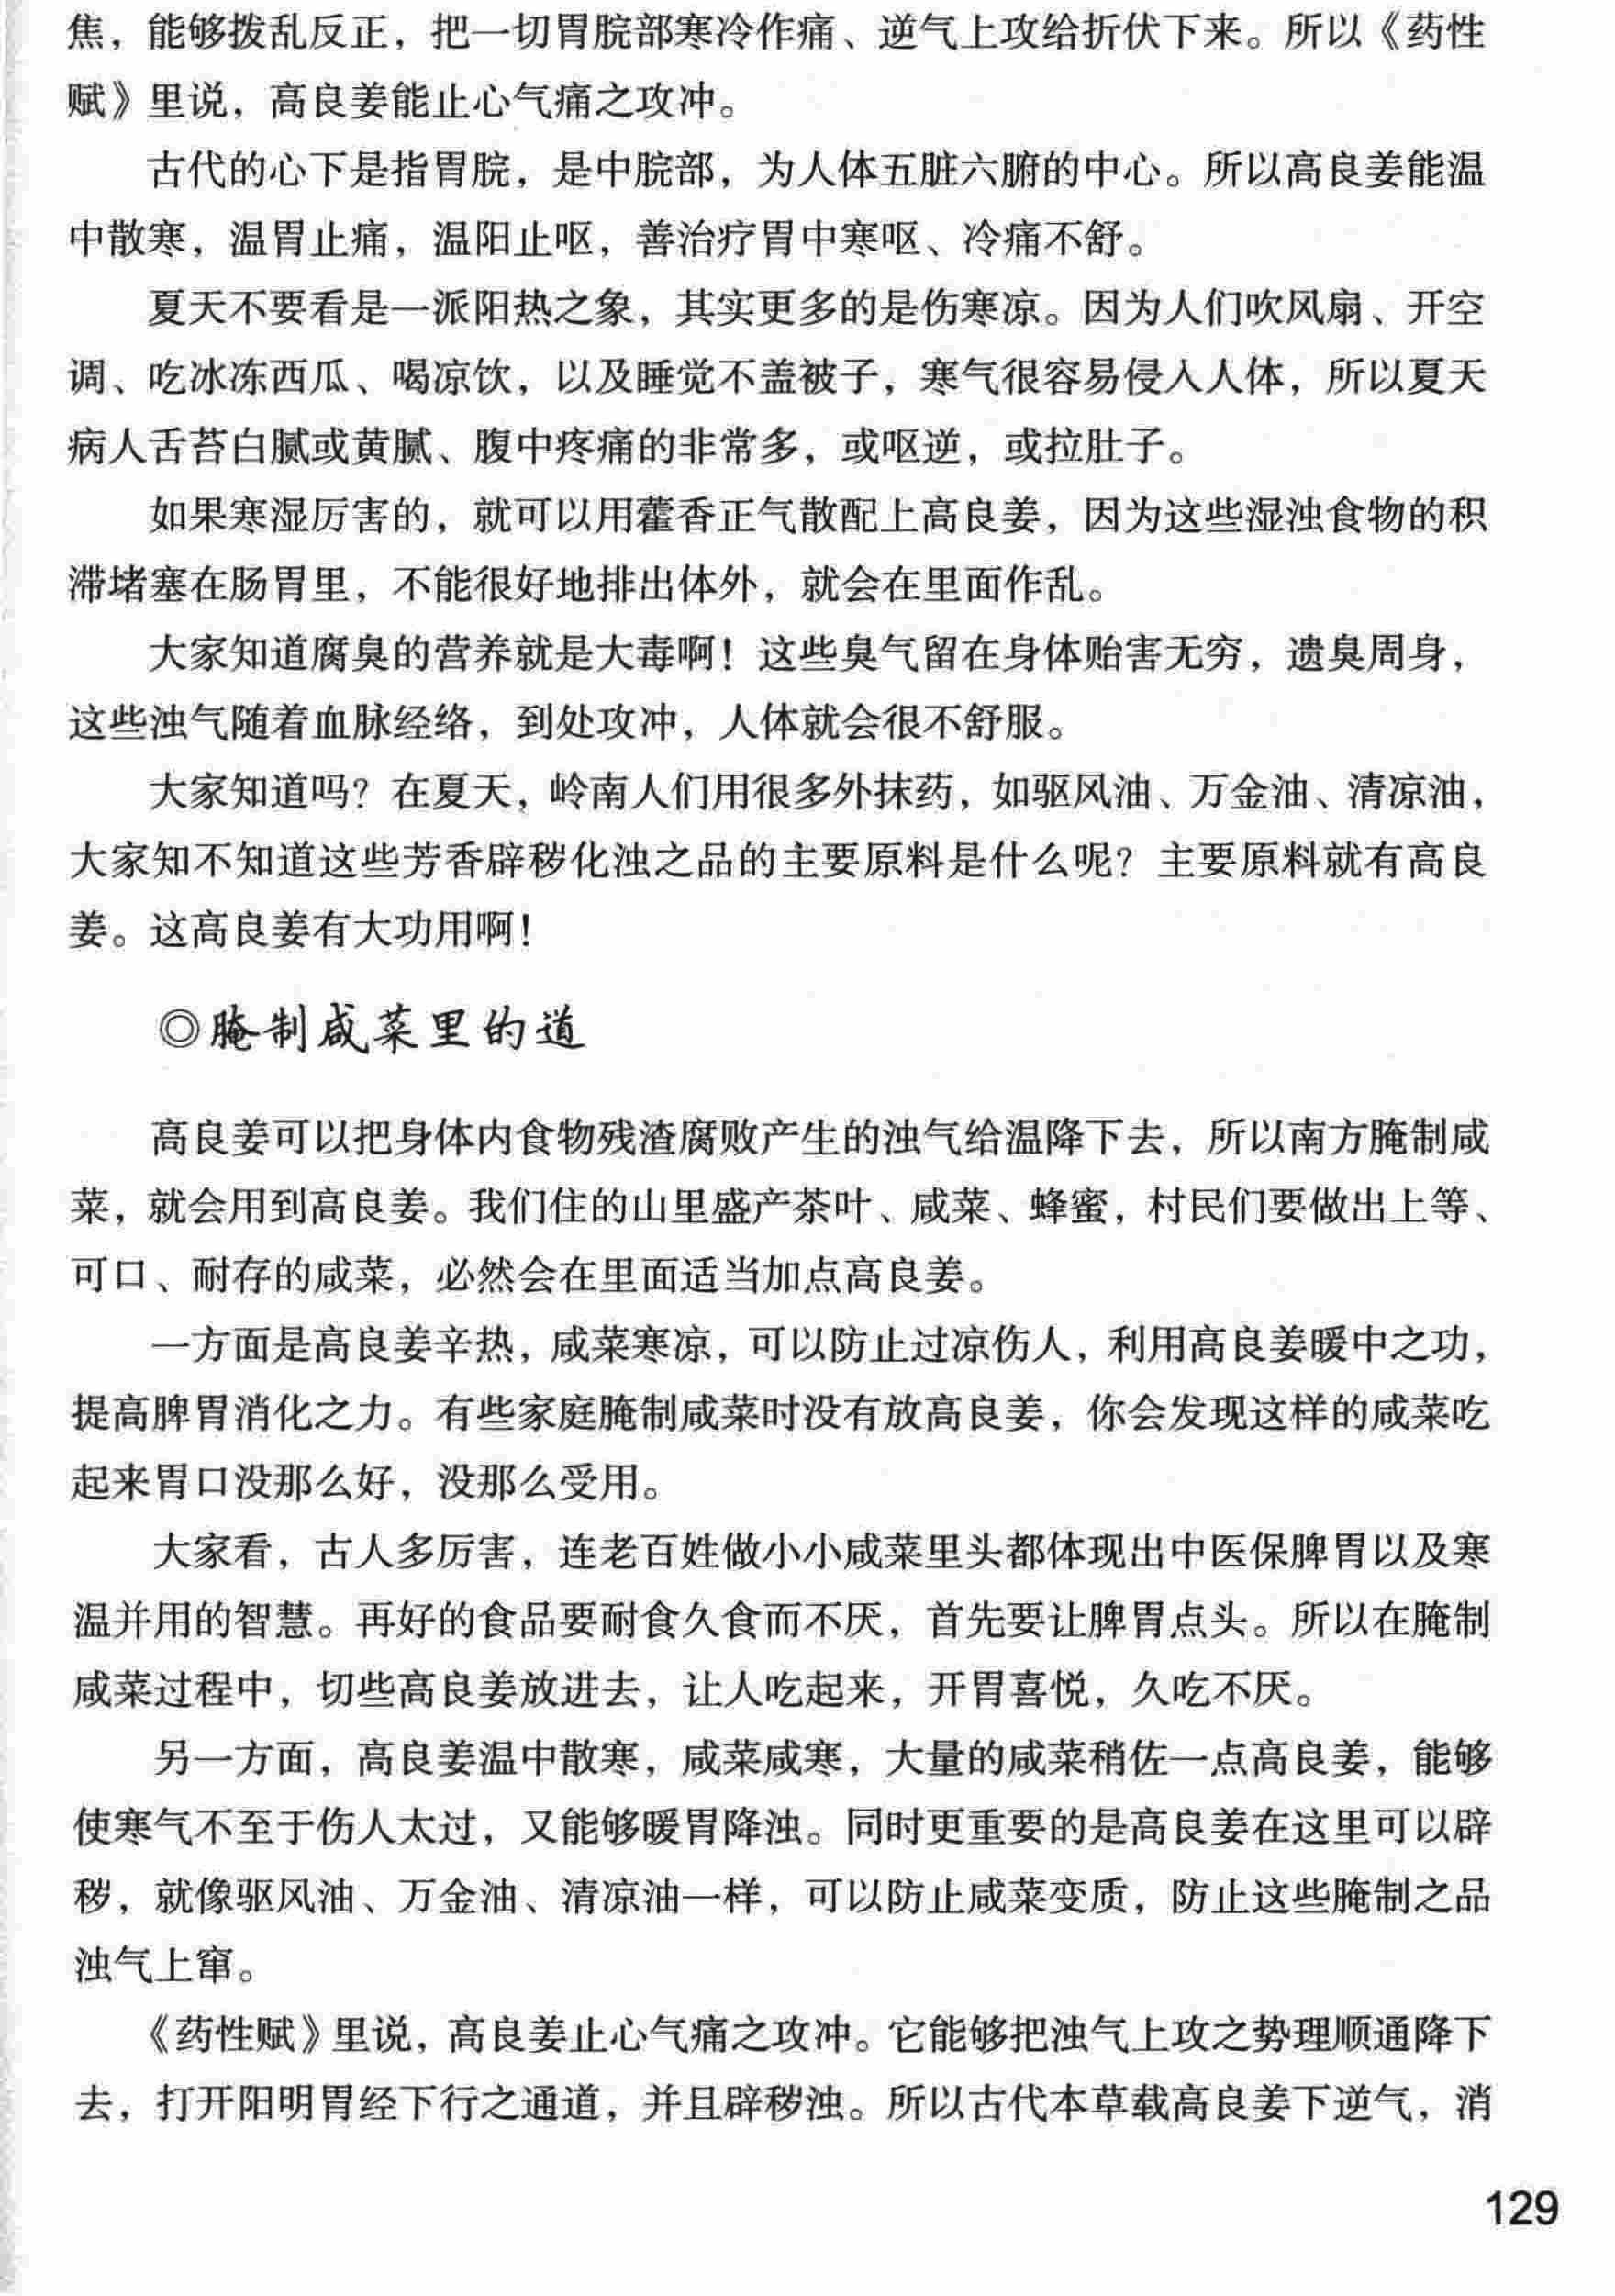 焦，能够拨乱反正，把一切胃脘部寒冷作痛、逆气上攻给折伏下来。所以《药性
赋》里说，高良姜能止心气痛之攻冲。
古代的心下是指胃脘，是中脘部，为人体五脏六腑的中心。所以高良姜能温
中散寒，温胃止痛，温阳止呕，善治疗胃中寒呕、冷痛不舒。
夏天不要看是一派阳热之象，其实更多的是伤寒凉。因为人们吹风扇、开空
调、吃冰冻西瓜、喝凉饮，以及睡觉不盖被子，寒气很容易侵入人体，所以夏天
病人舌苔白腻或黄腻、腹中疼痛的非常多，或呕逆，或拉肚子。
如果寒湿厉害的，就可以用藿香正气散配上高良姜，因为这些湿浊食物的积
滞堵塞在肠胃里，不能很好地排出体外，就会在里面作乱。
大家知道腐臭的营养就是大毒啊！这些臭气留在身体贻害无穷，遗臭周身，
这些浊气随着血脉经络，到处攻冲，人体就会很不舒服。
大家知道吗？在夏天，岭南人们用很多外抹药，如驱风油、万金油、清凉油，
大家知不知道这些芳香辟秽化浊之品的主要原料是什么呢？主要原料就有高良
姜。这高良姜有大功用啊！
◎腌制咸菜里的道
高良姜可以把身体内食物残渣腐败产生的浊气给温降下去，所以南方腌制咸
菜，就会用到高良姜。我们住的山里盛产茶叶、咸菜、蜂蜜，村民们要做出上等、
可口、耐存的咸菜，必然会在里面适当加点高良姜。
一方面是高良姜辛热，咸菜寒凉，可以防止过凉伤人，利用高良姜暖中之功，
提高脾胃消化之力。有些家庭腌制咸菜时没有放高良姜，你会发现这样的咸菜吃
起来胃口没那么好，没那么受用。
大家看，古人多厉害，连老百姓做小小咸菜里头都体现出中医保脾胃以及寒
温并用的智慧。再好的食品要耐食久食而不厌，首先要让脾胃点头。所以在腌制
咸菜过程中，切些高良姜放进去，让人吃起来，开胃喜悦，久吃不厌。
另一方面，高良姜温中散寒，咸菜咸寒，大量的咸菜稍佐一点高良姜，能够
使寒气不至于伤人太过，又能够暖胃降浊。同时更重要的是高良姜在这里可以辟
秽，就像驱风油、万金油、清凉油一样，可以防止咸菜变质，防止这些腌制之品
浊气上窜。
《药性赋》里说，高良姜止心气痛之攻冲。它能够把浊气上攻之势理顺通降下
去，打开阳明胃经下行之通道，并且辟秽浊。所以古代本草载高良姜下逆气，消
129